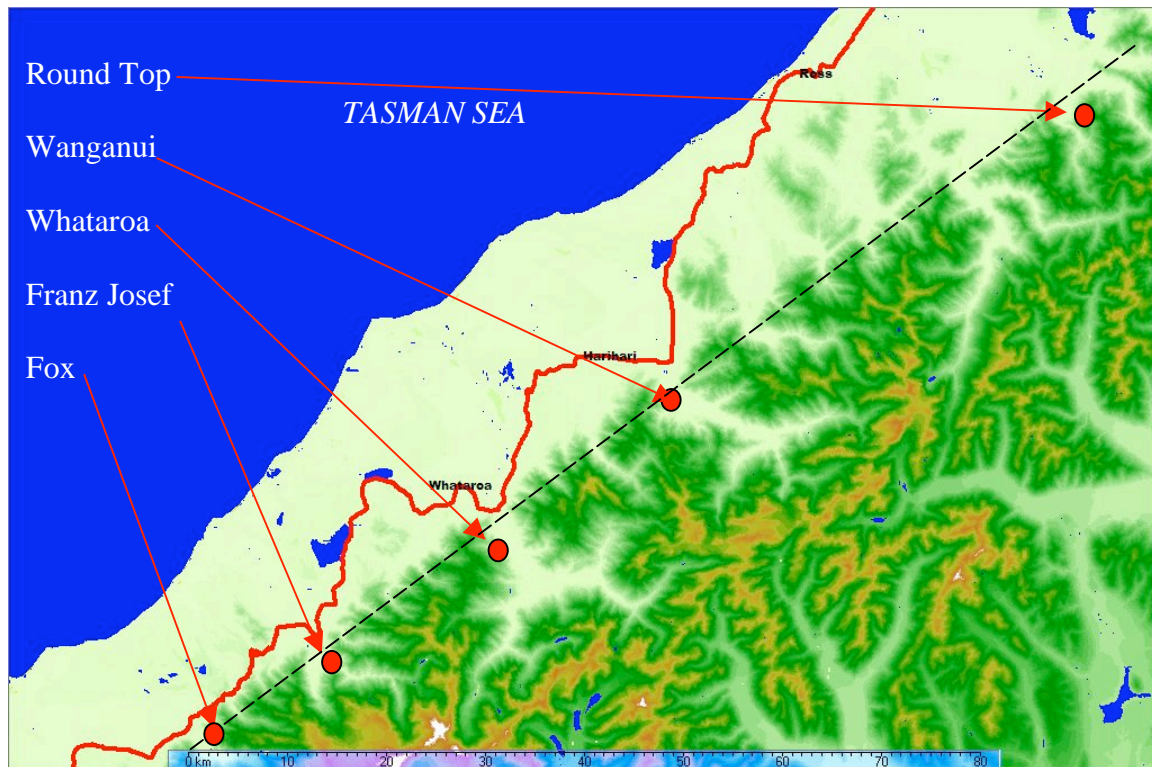 Round Top
TASMAN SEA
Wanganui
Whataroa
Franz Josef
Fox
Ross
Harihari
Whataroa
0 km 10 20 30 40 50 60 70 80